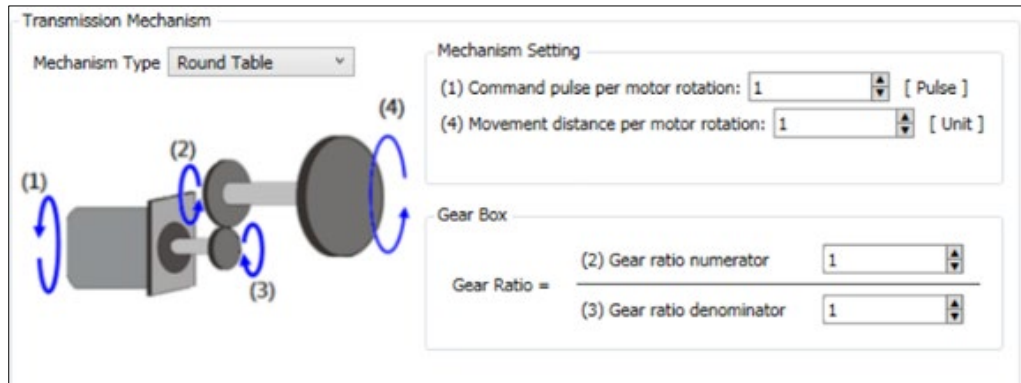 Transmission Mechanism
Mechanism Type Round Table
Mechanism Setting
(1) Command pulse per motor rotation: 1 [ Pulse ]
(4) Movement distance per motor rotation: 1 [ Unit ]
(4)
(2)
(1)
(3)
Gear Box
Gear Ratio =
(2) Gear ratio numerator 1
(3) Gear ratio denominator 1